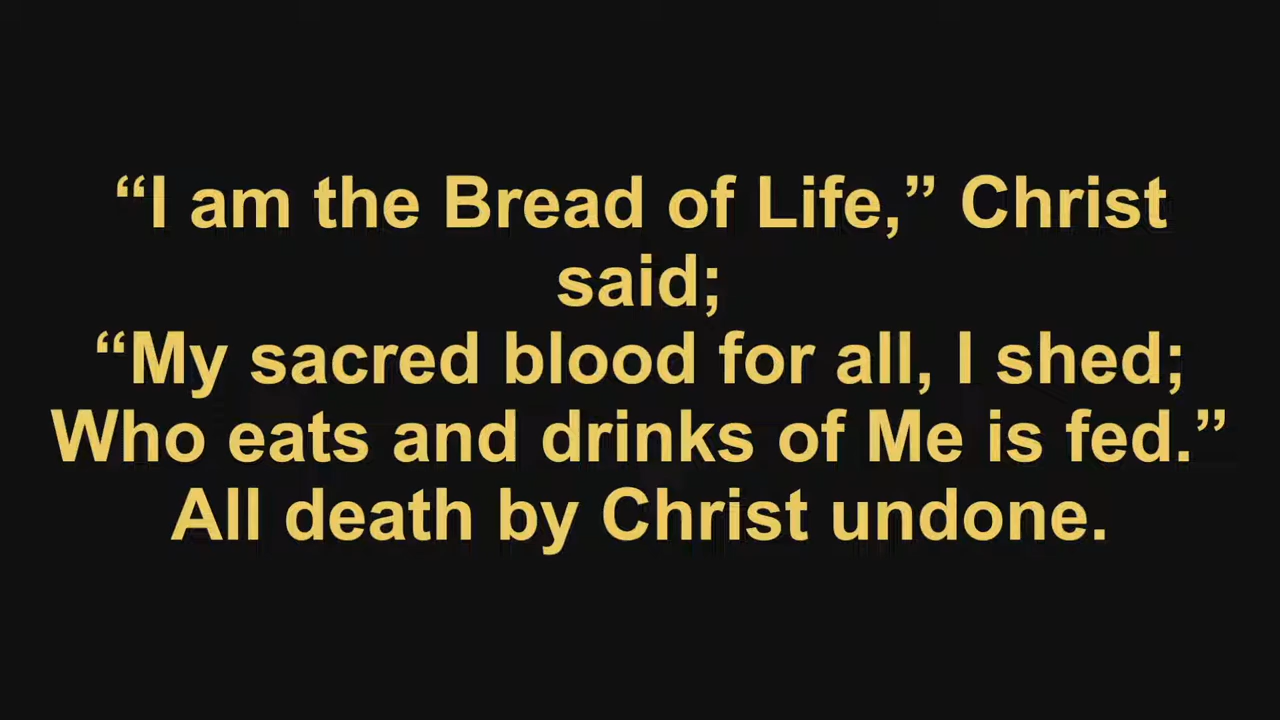 “I am the Bread of Life,” Christ
said;
“My sacred blood for all, I shed;
Who eats and drinks of Me is fed.”
All death by Christ undone.